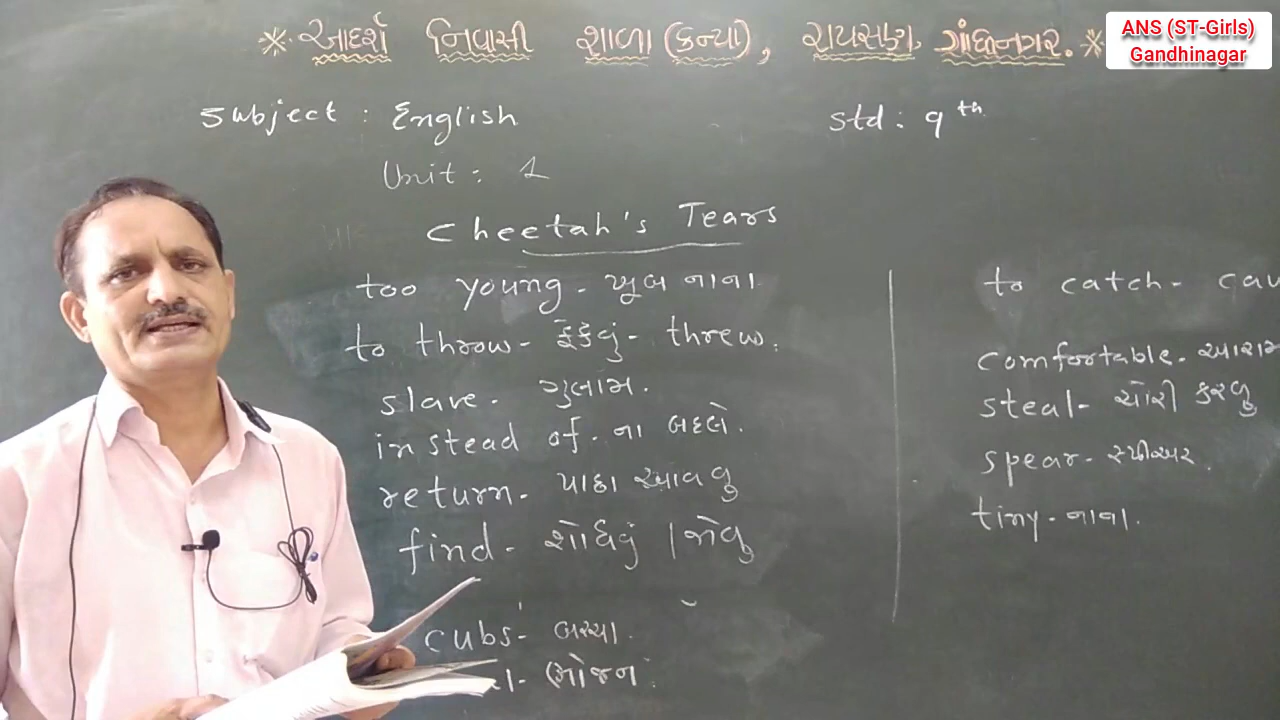 * આદર્શ નિવાસી શાળા (કન્યા), રાયસણ, ગાંધીનગર. *
ANS (ST-Girls)
Gandhinagar
Subject : English
Std : 9th
Unit : 1
Cheetah's Tears
too young - ખુબ નાના
to throw - ફેંકવું - threw.
slave - ગુલામ.
instead of - ના બદલે.
return - પાછા આવવુ
find - શોધવું / જોવુ
cubs - બચ્ચા.
ભોજન.
to catch -
comfortable -
steal - ચોરી કરવુ
spear - સ્પીઅર.
tiny - નાના.